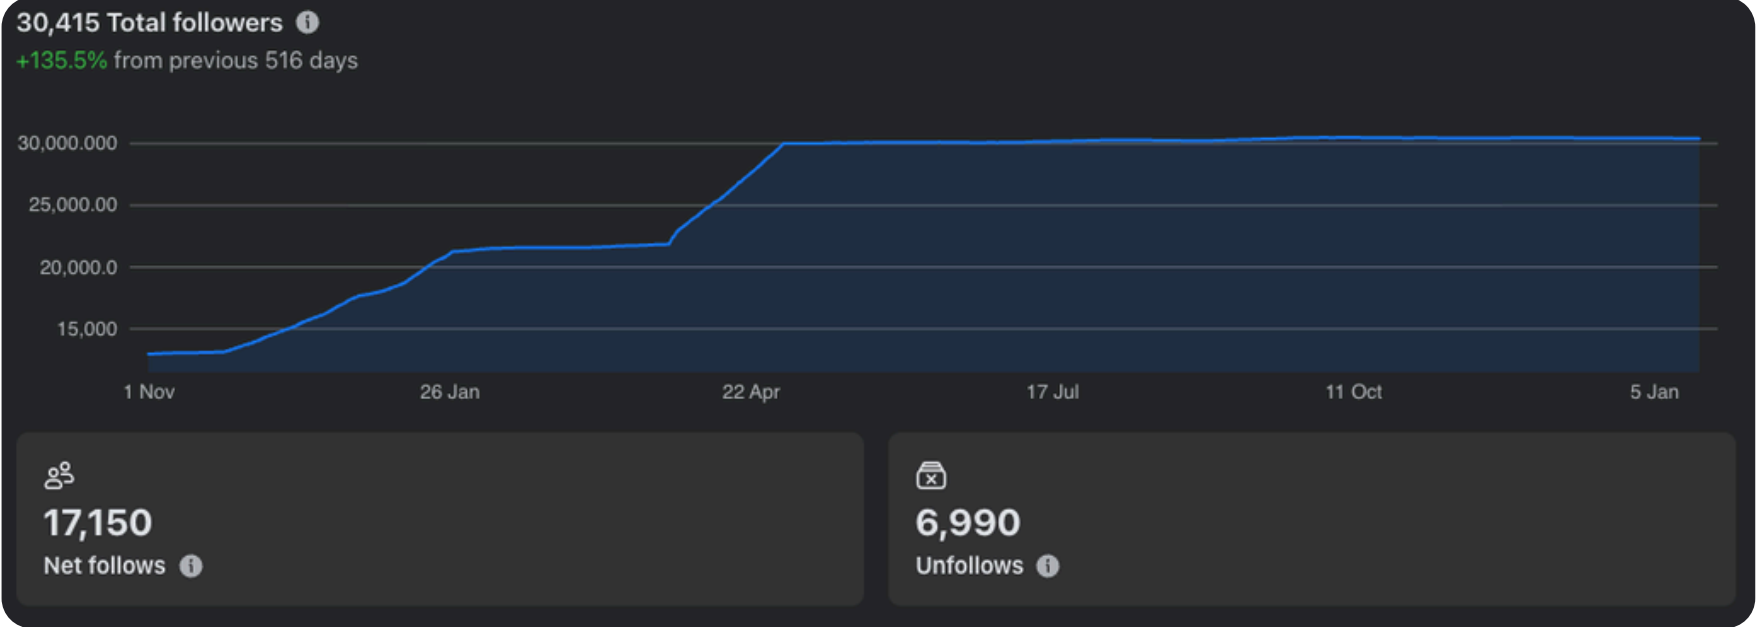 30,415 Total followers
+135.5% from previous 516 days
30,000.000
25,000.00
20,000.0
15,000
1 Nov 26 Jan 22 Apr 17 Jul 11 Oct 5 Jan
17,150
Net follows
6,990
Unfollows